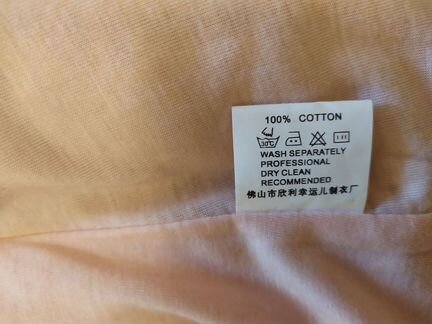 100% COTTON
30°C
WASH SEPARATELY
PROFESSIONAL
DRY CLEAN
RECOMMENDED
佛山市欣利幸运儿制衣厂